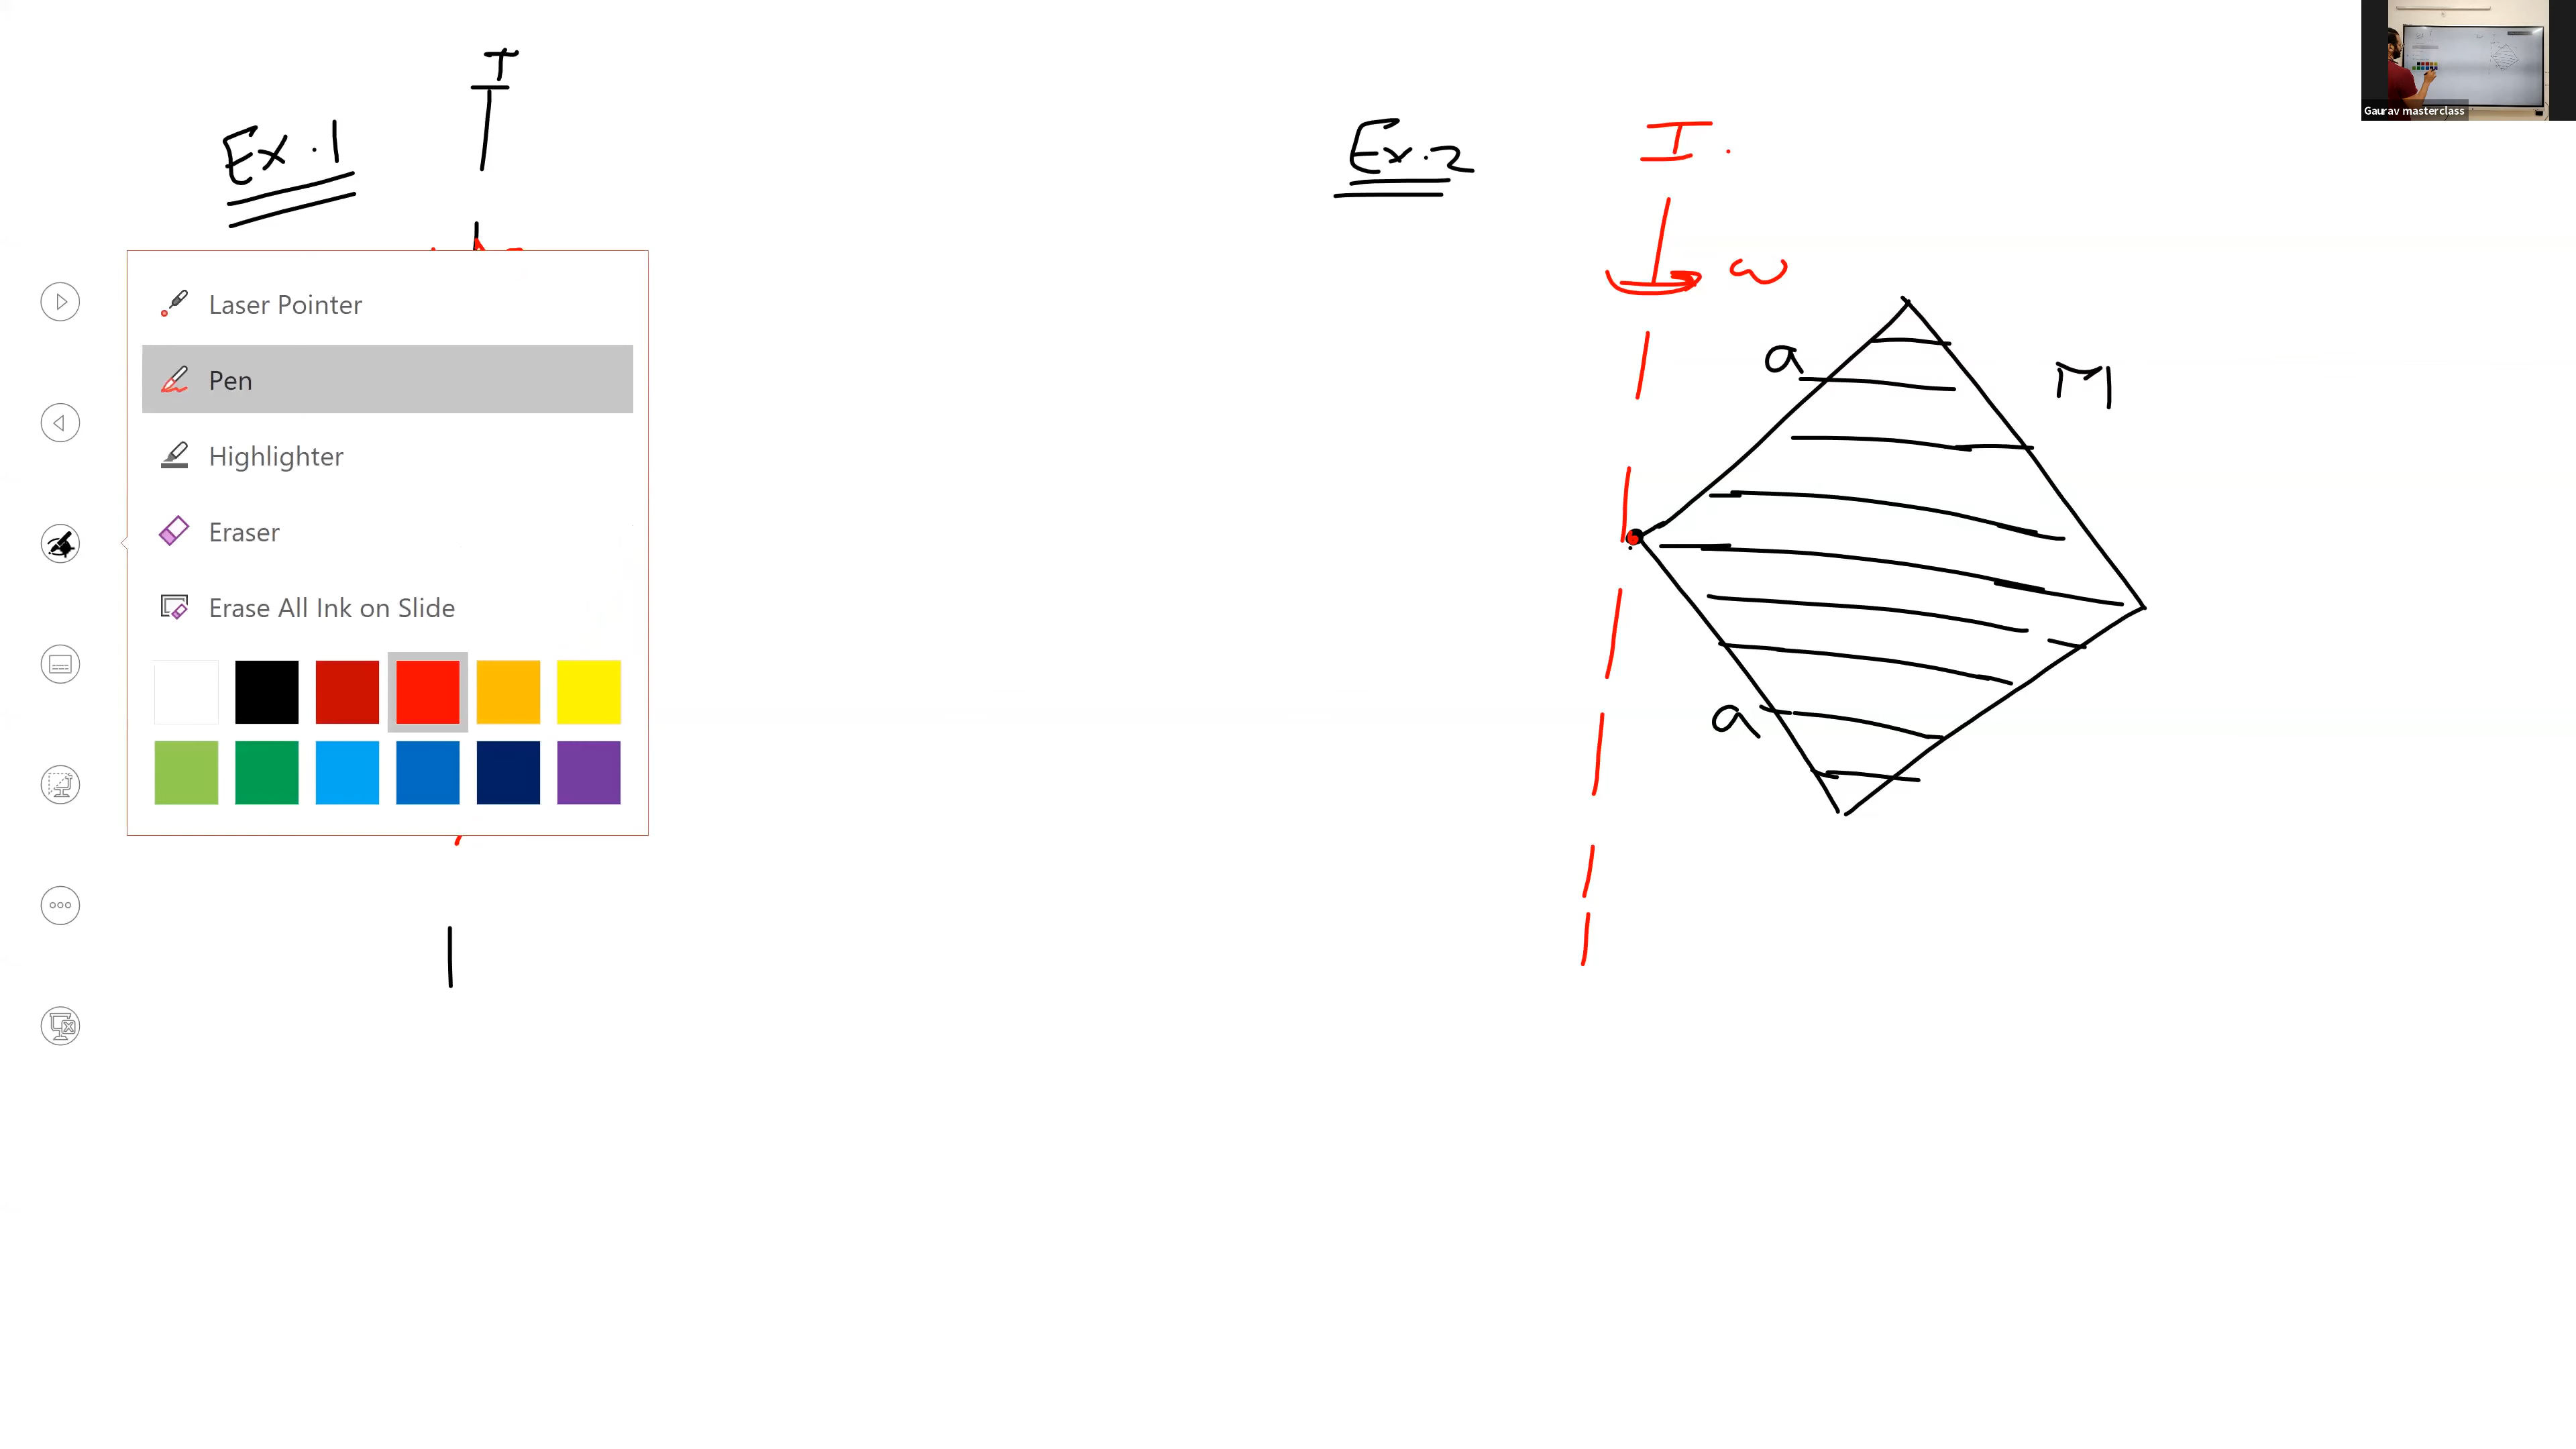 Ex.1
I
Laser Pointer
Pen
Highlighter
Eraser
Erase All Ink on Slide
Ex.2
I.
ω
a
M
a
Gaurav masterclass